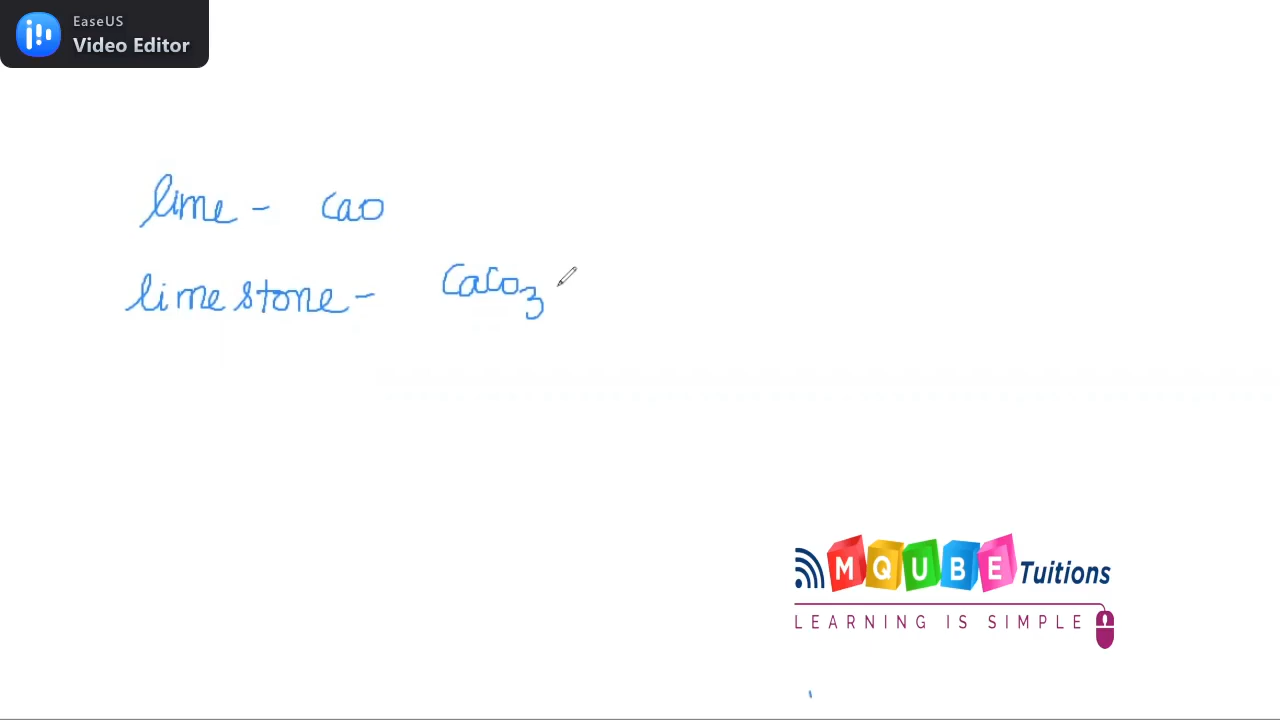 EaseUS
Video Editor
lime - CaO
limestone - CaCO3
MQUBE Tuitions
LEARNING IS SIMPLE